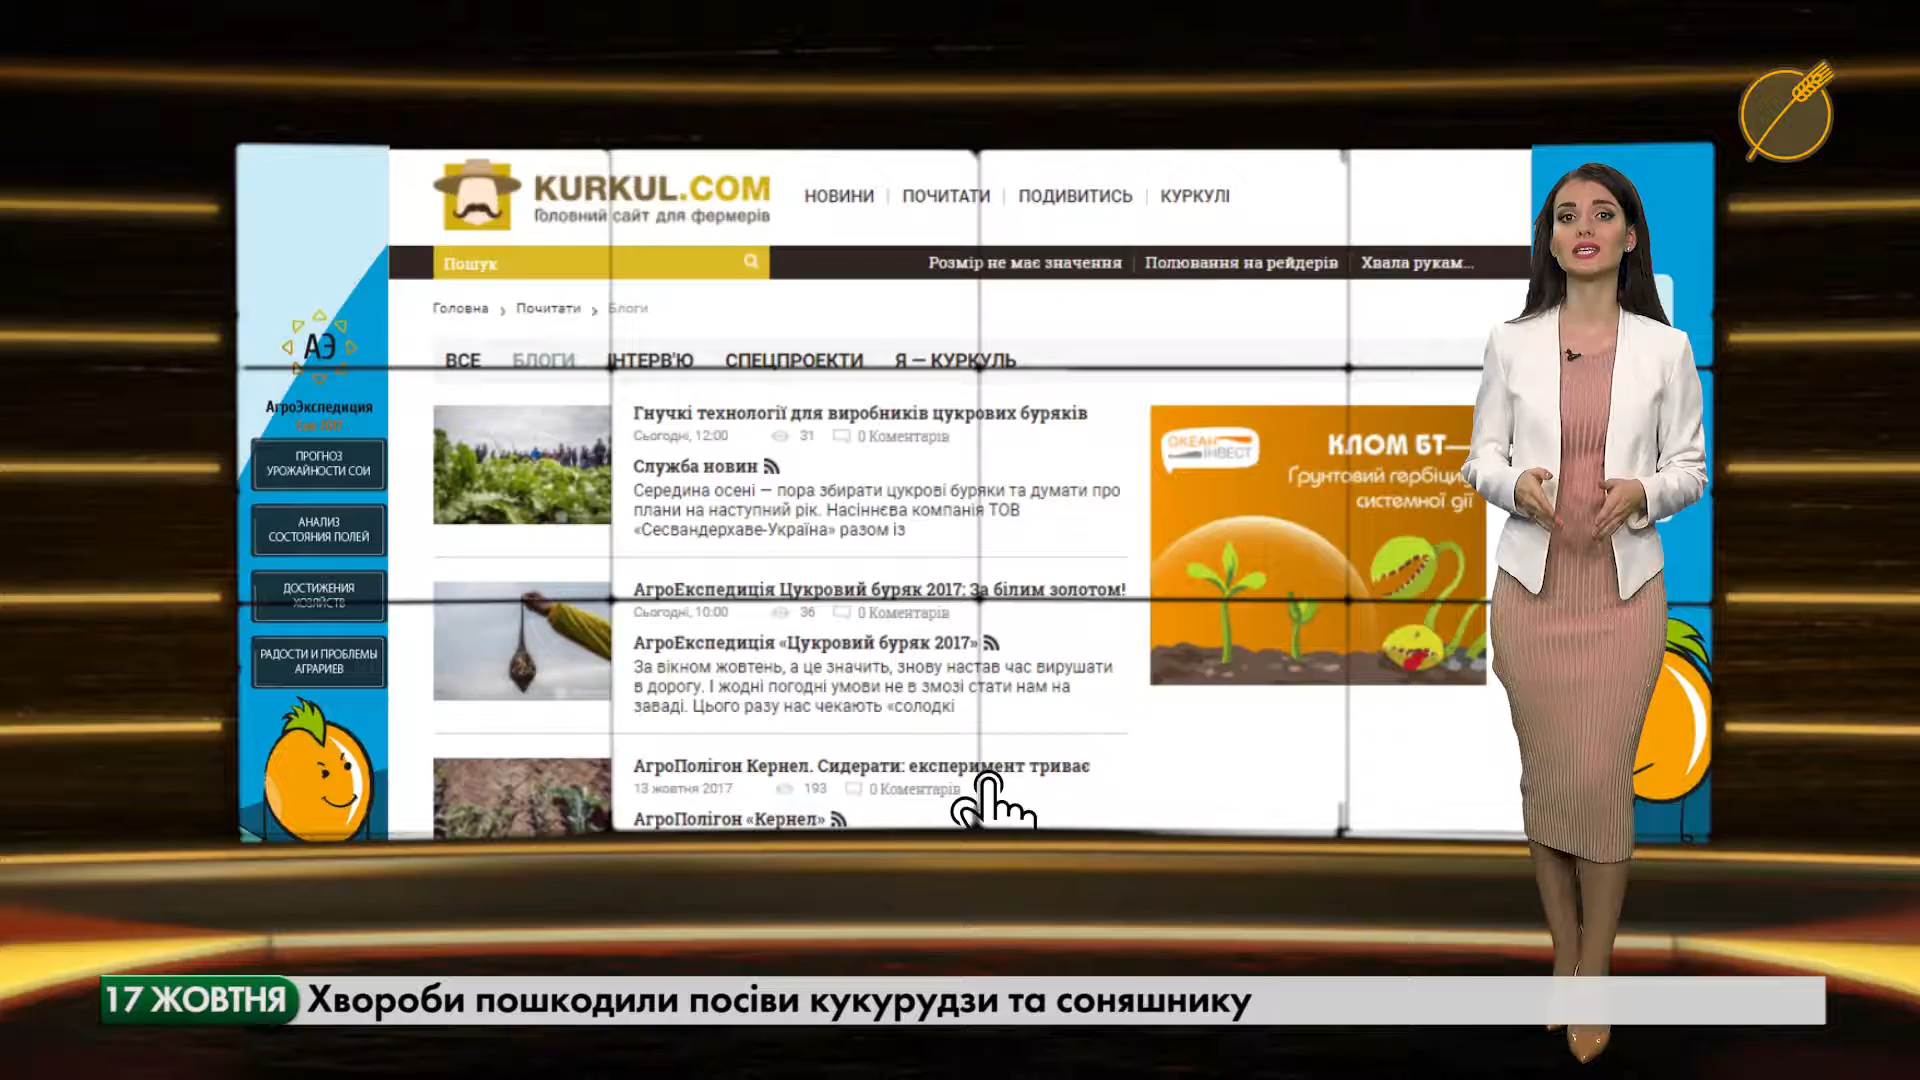 KURKUL.COM
Головний сайт для фермерів
НОВИНИ ПОЧИТАТИ ПОДИВИТИСЬ КУРКУЛІ
Пошук
Розмір не має значення Полювання на рейдерів Хвала рукам...
Головна > Почитати > Блоги
ВСЕ БЛОГИ ІНТЕРВ'Ю СПЕЦПРОЕКТИ Я — КУРКУЛЬ
АЭ
АгроЭкспедиция
Соя 2017
ПРОГНОЗ
УРОЖАЙНОСТИ СОИ
АНАЛИЗ
СОСТОЯНИЯ ПОЛЕЙ
ДОСТИЖЕНИЯ
ХОЗЯЙСТВ
РАДОСТИ И ПРОБЛЕМЫ
АГРАРИЕВ
Гнучкі технології для виробників цукрових буряків
Сьогодні, 12:00 31 0 Коментарів
Служба новин
Середина осені — пора збирати цукрові буряки та думати про
плани на наступний рік. Насіннєва компанія ТОВ
«Сесвандерхаве-Україна» разом із
АгроЕкспедиція Цукровий буряк 2017: За білим золотом!
Сьогодні, 10:00 36 0 Коментарів
АгроЕкспедиція «Цукровий буряк 2017»
За вікном жовтень, а це значить, знову настав час вирушати
в дорогу. І жодні погодні умови не в змозі стати нам на
заваді. Цього разу нас чекають «солодкі
АгроПолігон Кернел. Сидерати: експеримент триває
13 жовтня 2017 193 0 Коментарів
АгроПолігон «Кернел»
ОКЕАН
ІНВЕСТ
КЛОМ БТ—
Ґрунтовий гербіцид
системної дії
17 ЖОВТНЯ Хвороби пошкодили посіви кукурудзи та соняшнику